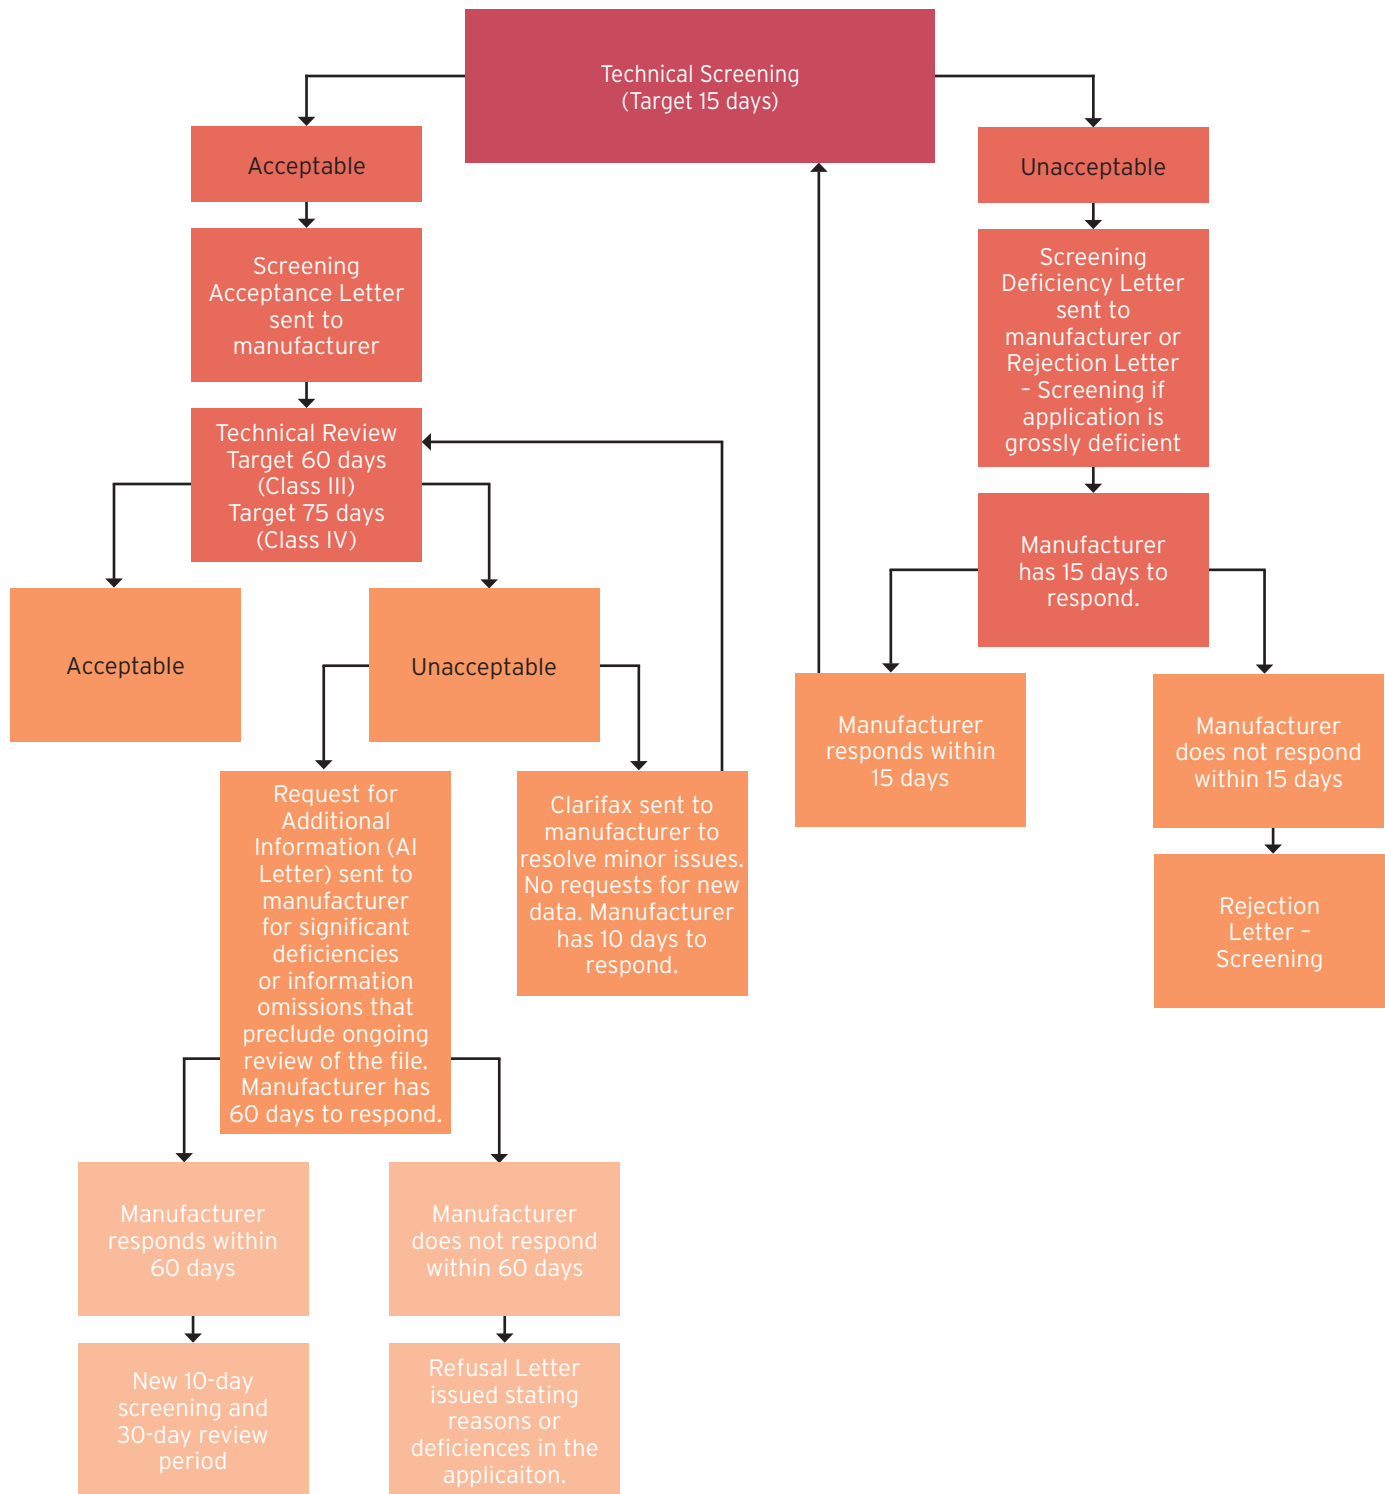 Technical Screening
(Target 15 days)
Acceptable
Unacceptable
Screening
Acceptance Letter
sent to
manufacturer
Screening
Deficiency Letter
sent to
manufacturer or
Rejection Letter
– Screening if
application is
grossly deficient
Technical Review
Target 60 days
(Class III)
Target 75 days
(Class IV)
Manufacturer
has 15 days to
respond.
Acceptable
Unacceptable
Manufacturer
responds within
15 days
Manufacturer
does not respond
within 15 days
Request for
Additional
Information (AI
Letter) sent to
manufacturer
for significant
deficiencies
or information
omissions that
preclude ongoing
review of the file.
Manufacturer has
60 days to respond.
Clarifax sent to
manufacturer to
resolve minor issues.
No requests for new
data. Manufacturer
has 10 days to
respond.
Rejection
Letter –
Screening
Manufacturer
responds within
60 days
Manufacturer
does not respond
within 60 days
New 10-day
screening and
30-day review
period
Refusal Letter
issued stating
reasons or
deficiences in the
applicaiton.